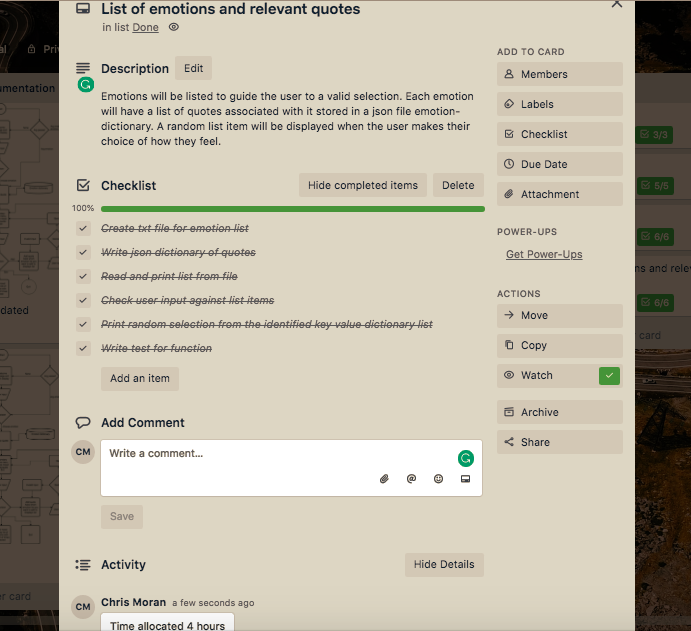 List of emotions and relevant quotes
in list Done
Description
Edit
Emotions will be listed to guide the user to a valid selection. Each emotion
will have a list of quotes associated with it stored in a json file emotion-
dictionary. A random list item will be displayed when the user makes their
choice of how they feel.
Checklist
Hide completed items
Delete
100%
Create txt file for emotion list
Write json dictionary of quotes
Read and print list from file
Check user input against list items
Print random selection from the identified key value dictionary list
Write test for function
Add an item
Add Comment
CM
Write a comment...
Save
Activity
Hide Details
CM
Chris Moran a few seconds ago
Time allocated 4 hours
ADD TO CARD
Members
Labels
Checklist
Due Date
Attachment
POWER-UPS
Get Power-Ups
ACTIONS
Move
Copy
Watch
Archive
Share
al
Priv
umentation
dated
er card
3/3
5/5
6/6
ns and rele
6/6
card